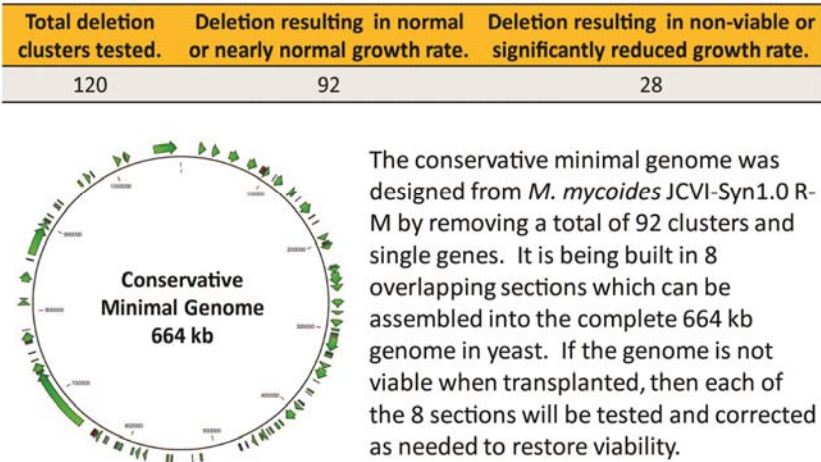 Total deletion clusters tested.
Deletion resulting in normal or nearly normal growth rate.
Deletion resulting in non-viable or significantly reduced growth rate.
120
92
28
The conservative minimal genome was
designed from M. mycoides JCVI-Syn1.0 R-
M by removing a total of 92 clusters and
single genes. It is being built in 8
overlapping sections which can be
assembled into the complete 664 kb
genome in yeast. If the genome is not
viable when transplanted, then each of
the 8 sections will be tested and corrected
as needed to restore viability.
Conservative
Minimal Genome
664 kb